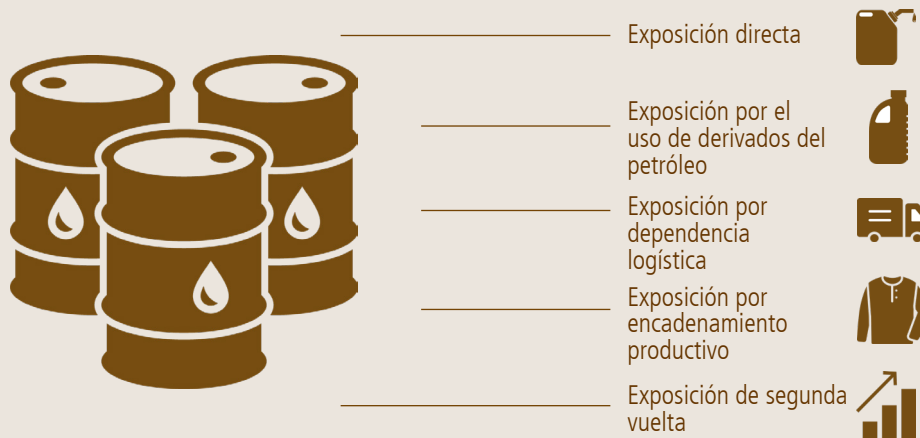 Exposición directa
Exposición por el
uso de derivados del
petróleo
Exposición por
dependencia
logística
Exposición por
encadenamiento
productivo
Exposición de segunda
vuelta